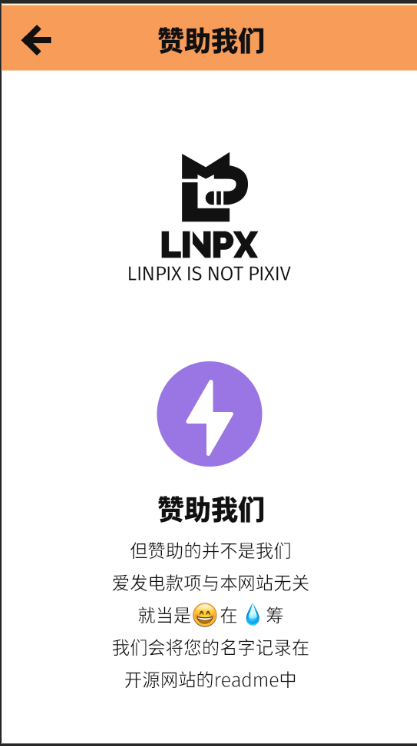 赞助我们
LINPX
LINPIX IS NOT PIXIV
赞助我们
但赞助的并不是我们
爱发电款项与本网站无关
就当是😄在💧筹
我们会将您的名字记录在
开源网站的readme中